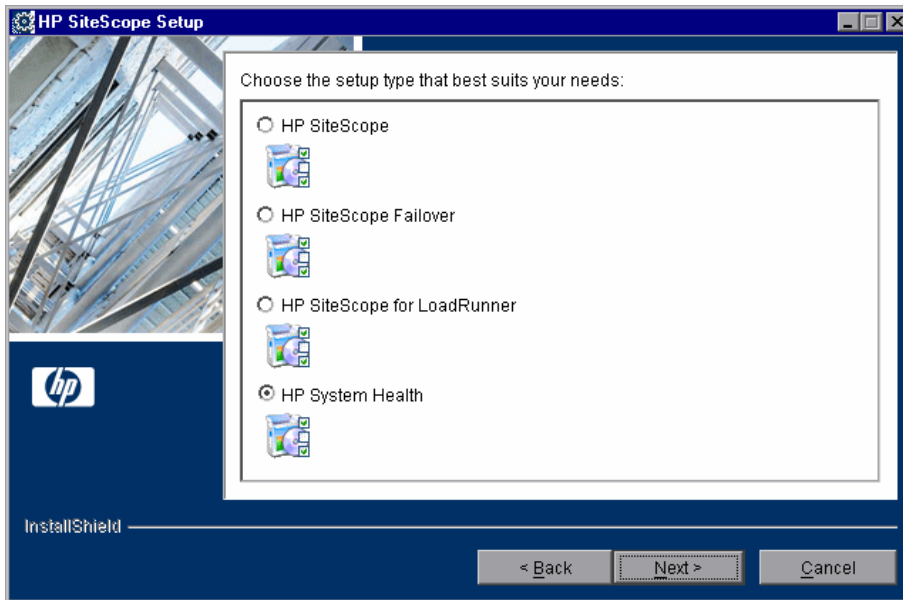 HP SiteScope Setup
Choose the setup type that best suits your needs:
HP SiteScope
HP SiteScope Failover
HP SiteScope for LoadRunner
HP System Health
hp
InstallShield
< Back
Next >
Cancel